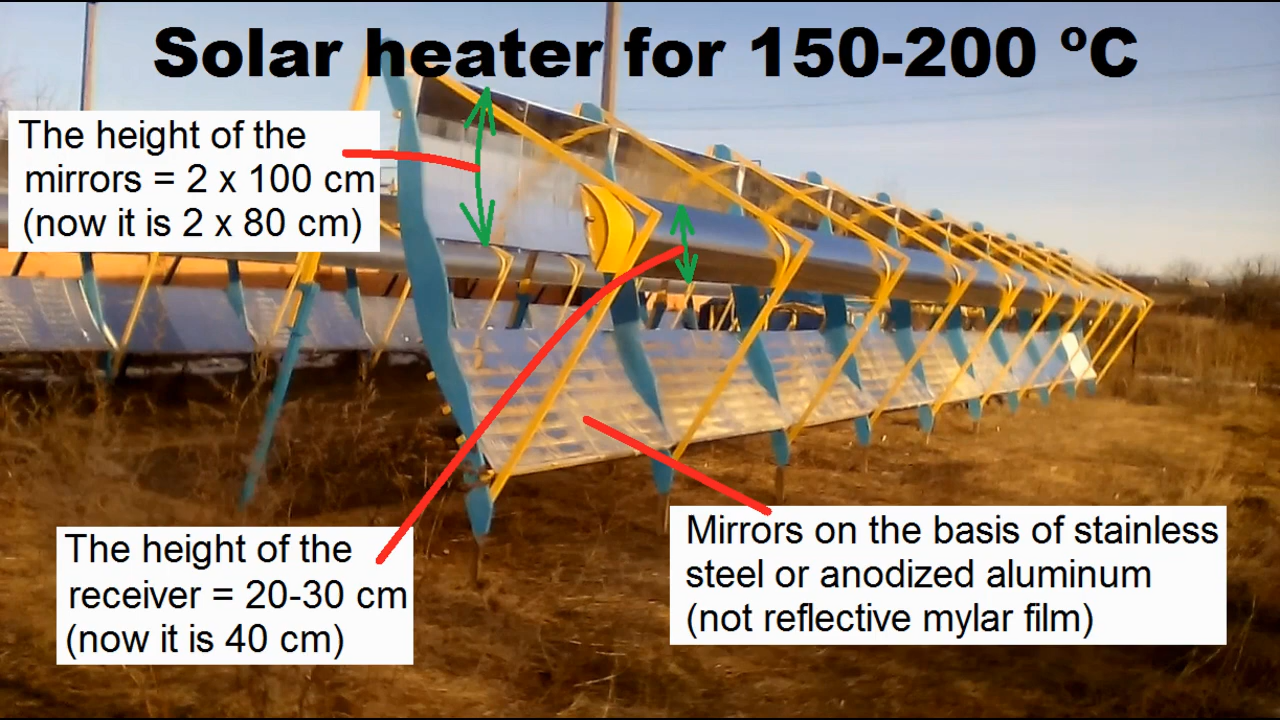 Solar heater for 150-200 ºC
The height of the
mirrors = 2 x 100 cm
(now it is 2 x 80 cm)
The height of the
receiver = 20-30 cm
(now it is 40 cm)
Mirrors on the basis of stainless
steel or anodized aluminum
(not reflective mylar film)